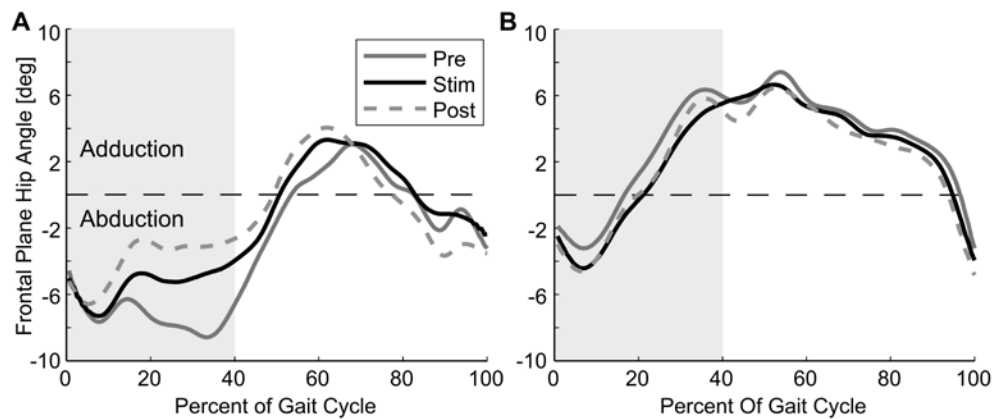 A
B
Frontal Plane Hip Angle [deg]
10
6
2
-2
-6
-10
Adduction
Abduction
Pre
Stim
Post
0 20 40 60 80 100
Percent of Gait Cycle
10
6
2
-2
-6
-10
0 20 40 60 80 100
Percent Of Gait Cycle